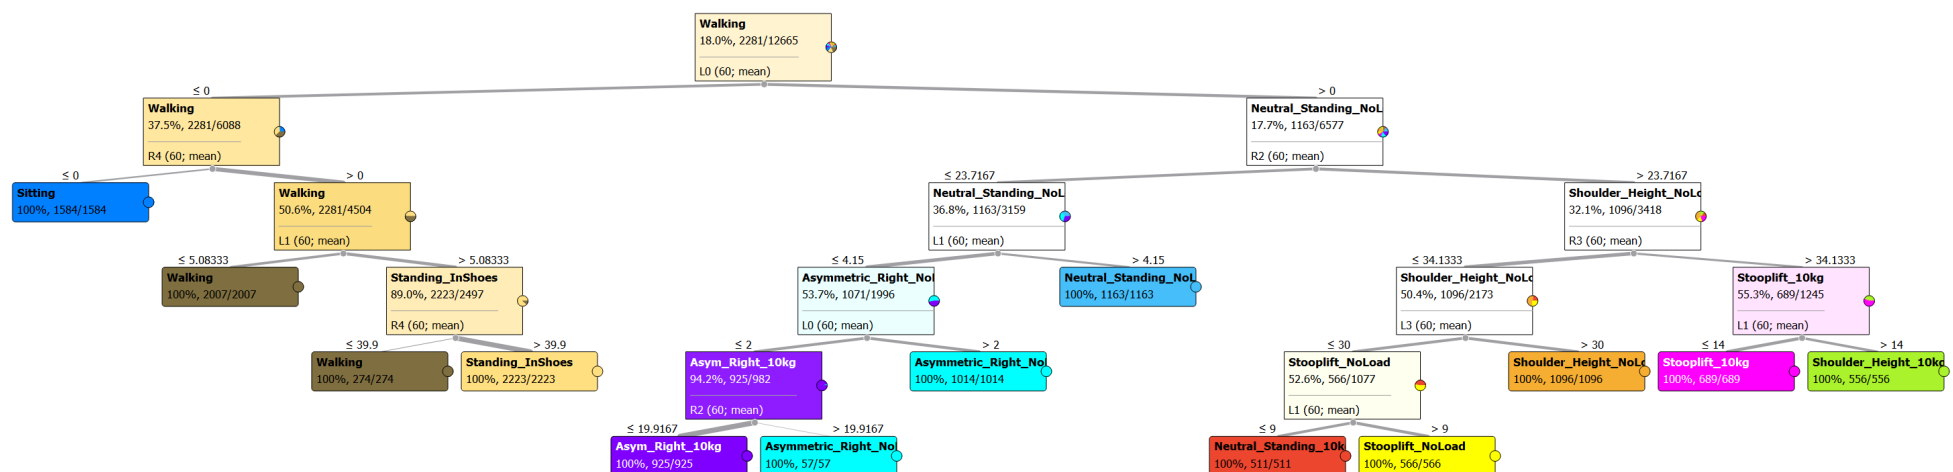 Walking
18.0%, 2281/12665
L0 (60; mean)
≤ 0
> 0
Walking
37.5%, 2281/6088
R4 (60; mean)
Neutral_Standing_NoL
17.7%, 1163/6577
R2 (60; mean)
≤ 0
> 0
≤ 23.7167
> 23.7167
Sitting
100%, 1584/1584
Walking
50.6%, 2281/4504
L1 (60; mean)
Neutral_Standing_NoL
36.8%, 1163/3159
L1 (60; mean)
Shoulder_Height_NoLo
32.1%, 1096/3418
R3 (60; mean)
≤ 5.08333
> 5.08333
≤ 4.15
> 4.15
≤ 34.1333
> 34.1333
Walking
100%, 2007/2007
Standing_InShoes
89.0%, 2223/2497
R4 (60; mean)
Asymmetric_Right_NoL
53.7%, 1071/1996
L0 (60; mean)
Neutral_Standing_NoL
100%, 1163/1163
Shoulder_Height_NoLo
50.4%, 1096/2173
L3 (60; mean)
Stooplift_10kg
55.3%, 689/1245
L1 (60; mean)
≤ 39.9
> 39.9
≤ 2
> 2
≤ 30
> 30
≤ 14
> 14
Walking
100%, 274/274
Standing_InShoes
100%, 2223/2223
Asym_Right_10kg
94.2%, 925/982
R2 (60; mean)
Asymmetric_Right_NoL
100%, 1014/1014
Stooplift_NoLoad
52.6%, 566/1077
L1 (60; mean)
Shoulder_Height_NoLo
100%, 1096/1096
Stooplift_10kg
100%, 689/689
Shoulder_Height_10kg
100%, 556/556
≤ 19.9167
> 19.9167
≤ 9
> 9
Asym_Right_10kg
100%, 925/925
Asymmetric_Right_NoL
100%, 57/57
Neutral_Standing_10k
100%, 511/511
Stooplift_NoLoad
100%, 566/566